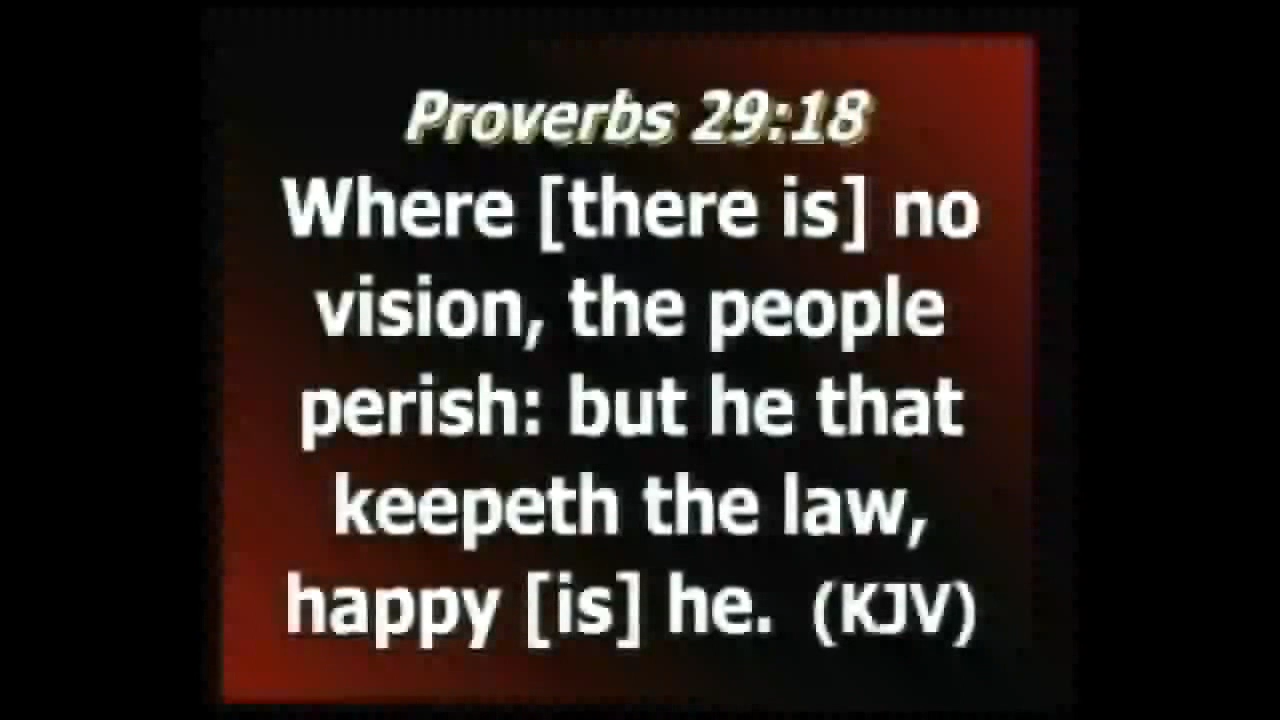 Proverbs 29:18
Where [there is] no
vision, the people
perish: but he that
keepeth the law,
happy [is] he. (KJV)